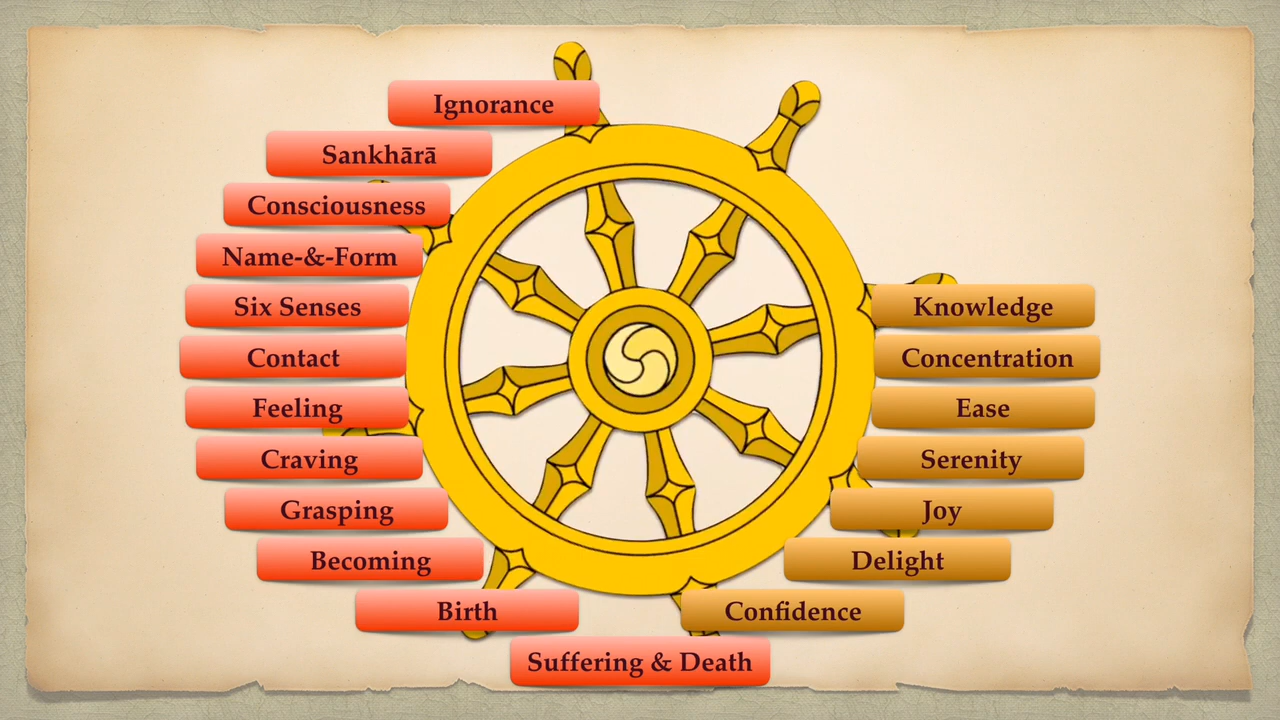 Ignorance
Sankhārā
Consciousness
Name-&-Form
Six Senses
Contact
Feeling
Craving
Grasping
Becoming
Birth
Suffering & Death
Knowledge
Concentration
Ease
Serenity
Joy
Delight
Confidence